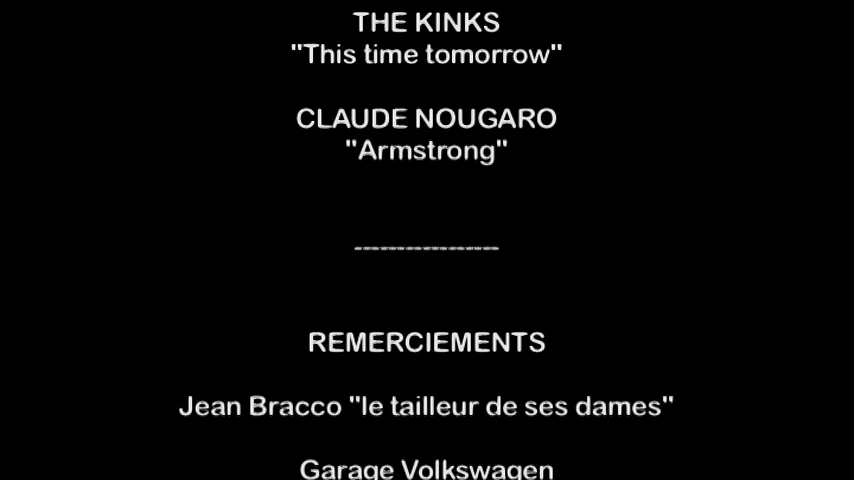 THE KINKS
"This time tomorrow"
CLAUDE NOUGARO
"Armstrong"
-----------------
REMERCIEMENTS
Jean Bracco "le tailleur de ses dames"
Garage Volkswagen